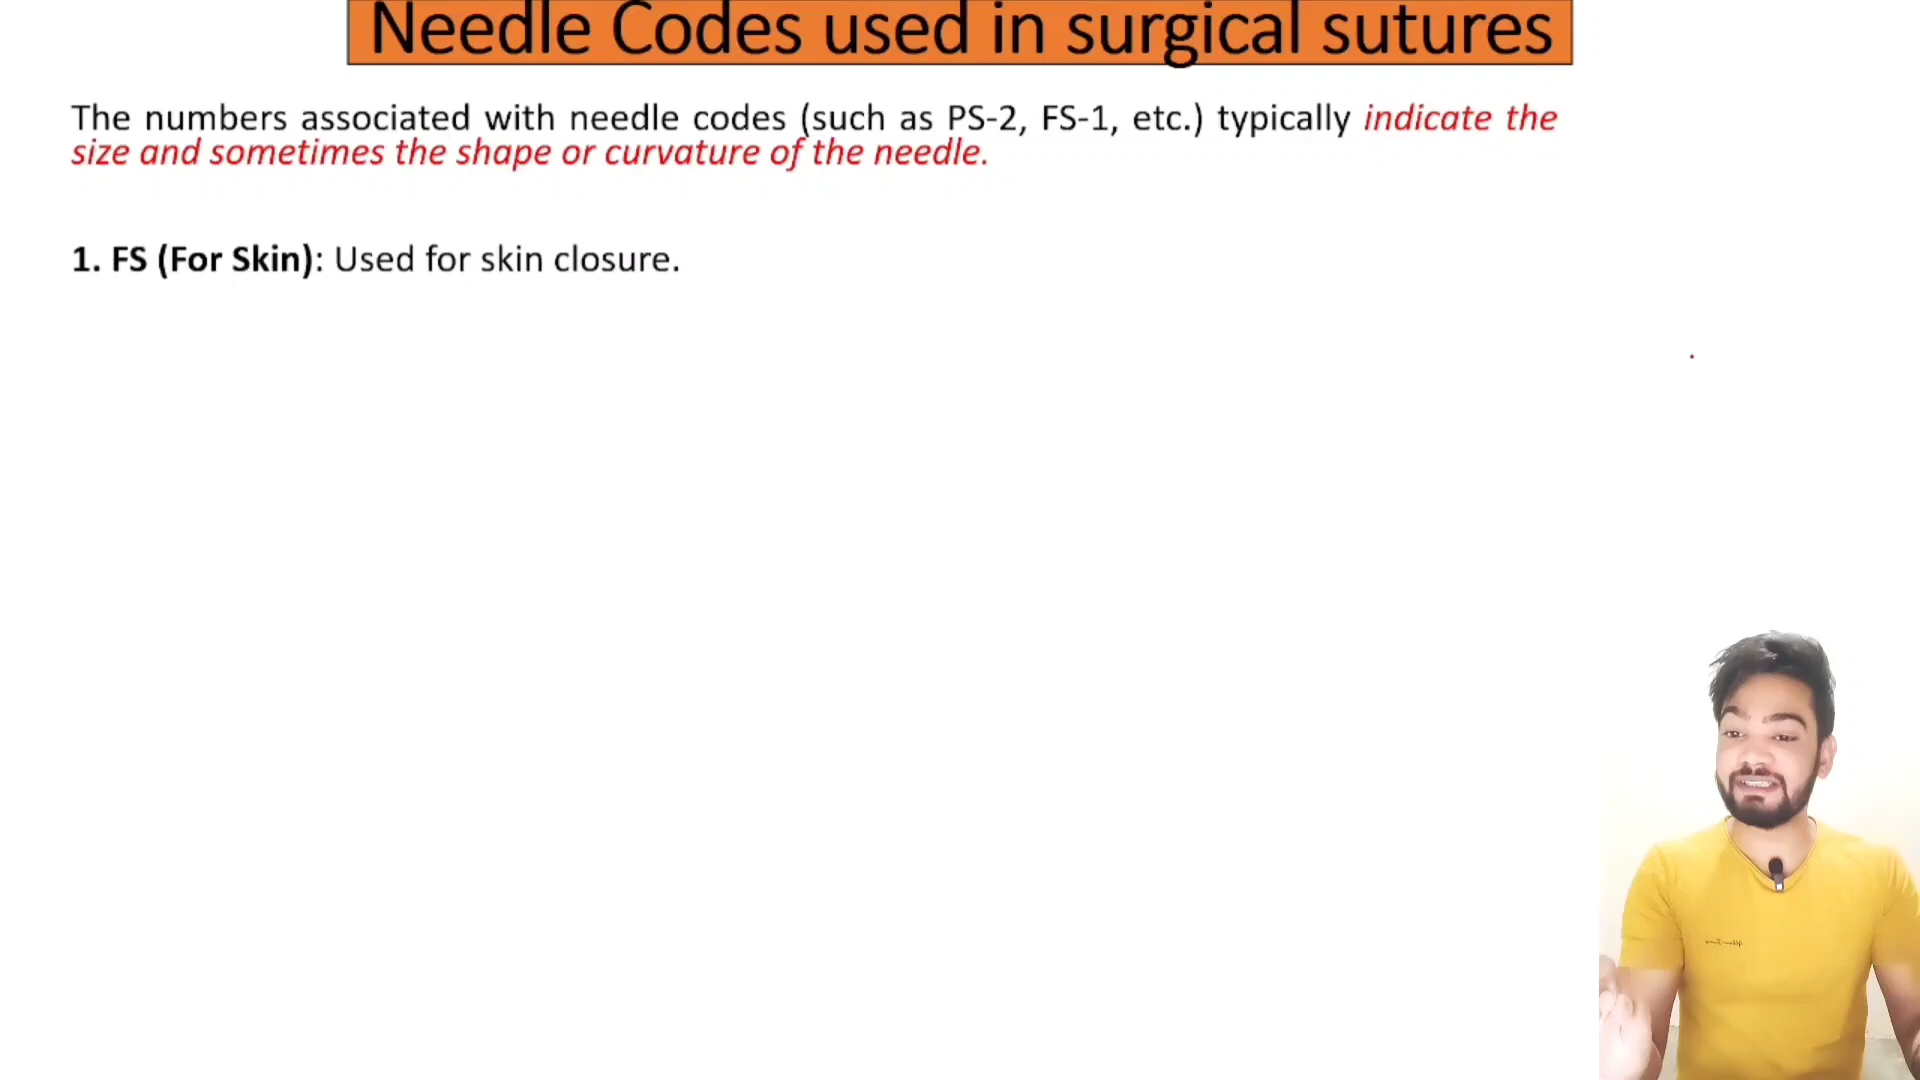 Needle Codes used in surgical sutures
The numbers associated with needle codes (such as PS-2, FS-1, etc.) typically indicate the
size and sometimes the shape or curvature of the needle.
1. FS (For Skin): Used for skin closure.